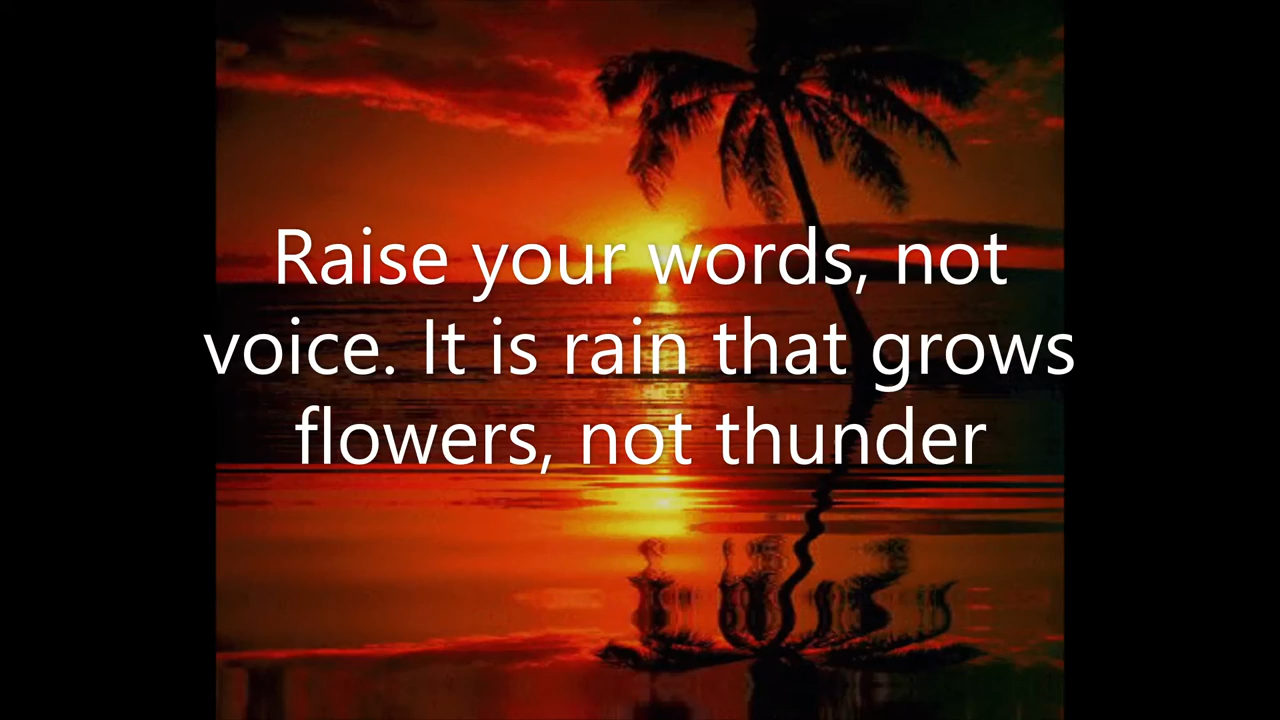 Raise your words, not
voice. It is rain that grows
flowers, not thunder